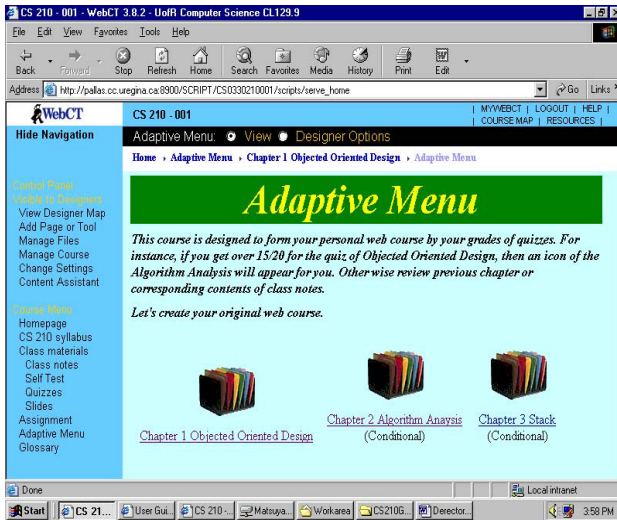 CS 210 - 001 - WebCT 3.8.2 - UofR Computer Science CL129.9
File Edit View Favorites Tools Help
Back Forward Stop Refresh Home Search Favorites Media History Print Edit
Address http://pallas.cc.uregina.ca:8900/SCRIPT/CS0330210001/scripts/serve_home Go Links
WebCT CS 210 - 001 | MYWEBCT | LOGOUT | HELP |
| COURSE MAP | RESOURCES |
Hide Navigation
Adaptive Menu: View Designer Options
Home › Adaptive Menu › Chapter 1 Objected Oriented Design › Adaptive Menu
Control Panel
Visible to Designers
View Designer Map
Add Page or Tool
Manage Files
Manage Course
Change Settings
Content Assistant
Course Menu
Homepage
CS 210 syllabus
Class materials
Class notes
Self Test
Quizzes
Slides
Assignment
Adaptive Menu
Glossary
Adaptive Menu
This course is designed to form your personal web course by your grades of quizzes. For
instance, if you get over 15/20 for the quiz of Objected Oriented Design, then an icon of the
Algorithm Analysis will appear for you. Other wise review previous chapter or
corresponding contents of class notes.
Let's create your original web course.
Chapter 1 Objected Oriented Design
Chapter 2 Algorithm Anaysis
(Conditional)
Chapter 3 Stack
(Conditional)
Done Local intranet
Start CS 21... User Gui... CS 210 -... Matsuya... Workarea CS210G... Derector... 3:58 PM